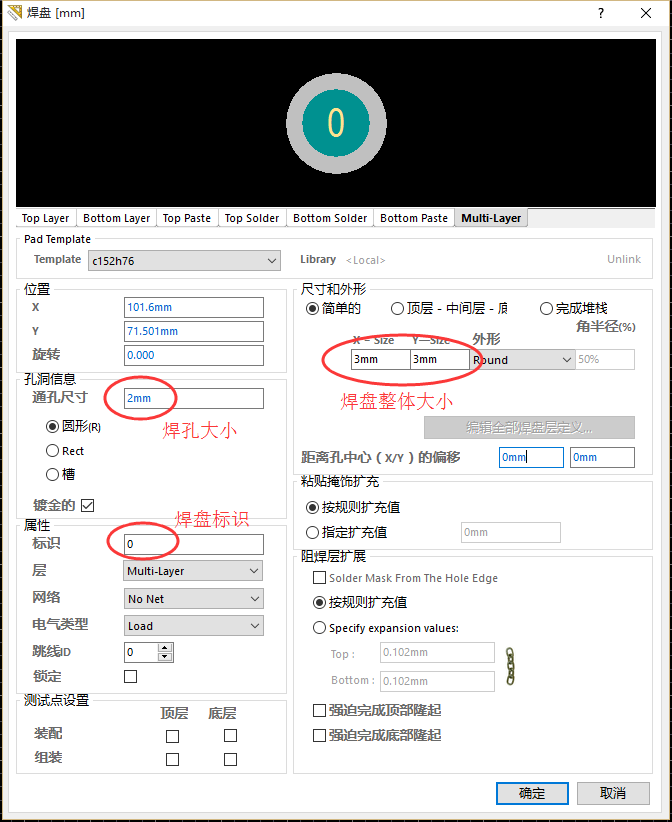 焊盘 [mm]
?
0
Top Layer Bottom Layer Top Paste Top Solder Bottom Solder Bottom Paste Multi-Layer
Pad Template
Template c152h76 Library <Local> Unlink
位置
X 101.6mm
Y 71.501mm
旋转 0.000
孔洞信息
通孔尺寸 2mm
焊孔大小
圆形(R)
Rect
槽
镀金的
焊盘标识
属性
标识 0
层 Multi-Layer
网络 No Net
电气类型 Load
跳线ID 0
锁定
测试点设置
顶层 底层
装配
组装
尺寸和外形
简单的 顶层 - 中间层 - 底 完成堆栈
X - Size Y—Size 外形 角半径(%)
3mm 3mm Round 50%
焊盘整体大小
编辑全部焊盘层定义...
距离孔中心(X/Y)的偏移 0mm 0mm
粘贴掩饰扩充
按规则扩充值
指定扩充值 0mm
阻焊层扩展
Solder Mask From The Hole Edge
按规则扩充值
Specify expansion values:
Top : 0.102mm
Bottom : 0.102mm
强迫完成顶部隆起
强迫完成底部隆起
确定 取消